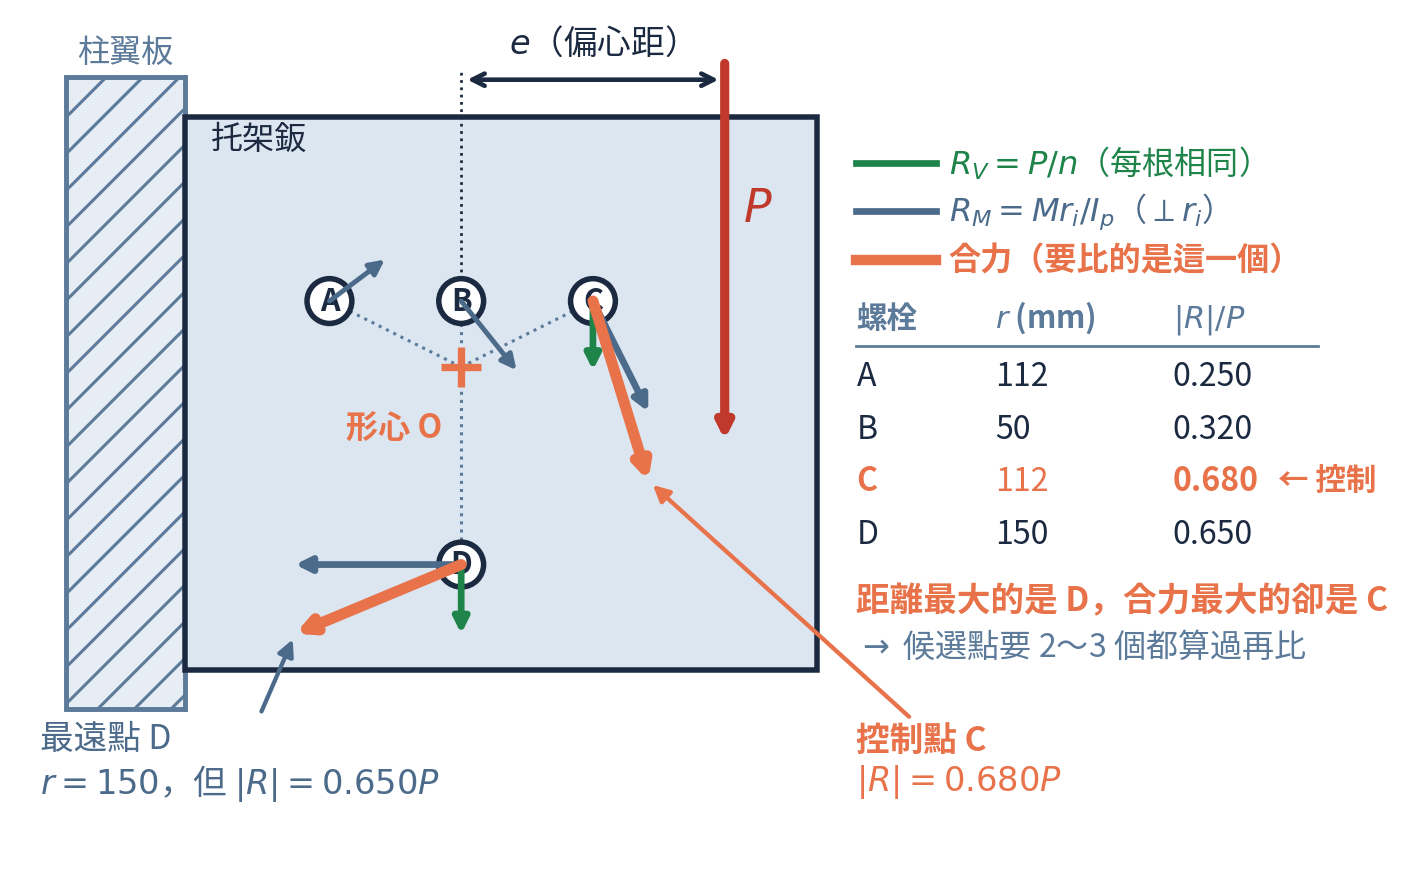 柱翼板
e（偏心距）
托架鈑
P
A
B
C
形心 O
D
最遠點 D
r = 150，但 |R| = 0.650P
R_V = P/n（每根相同）
R_M = Mr_i/I_p（⊥r_i）
合力（要比的是這一個）
螺栓 r (mm) |R|/P
A 112 0.250
B 50 0.320
C 112 0.680 ← 控制
D 150 0.650
距離最大的是 D，合力最大的卻是 C
→ 候選點要 2～3 個都算過再比
控制點 C
|R| = 0.680P